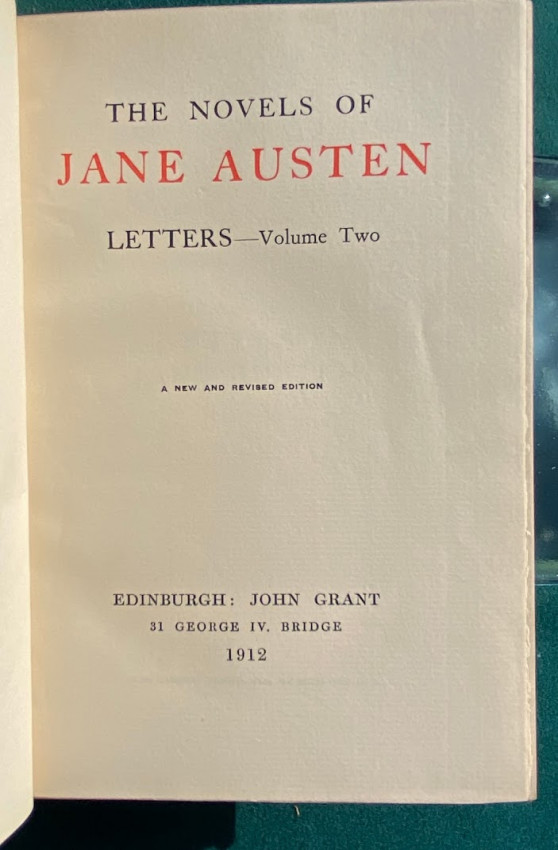 THE NOVELS OF
JANE AUSTEN
LETTERS—Volume Two
A NEW AND REVISED EDITION
EDINBURGH: JOHN GRANT
31 GEORGE IV. BRIDGE
1912